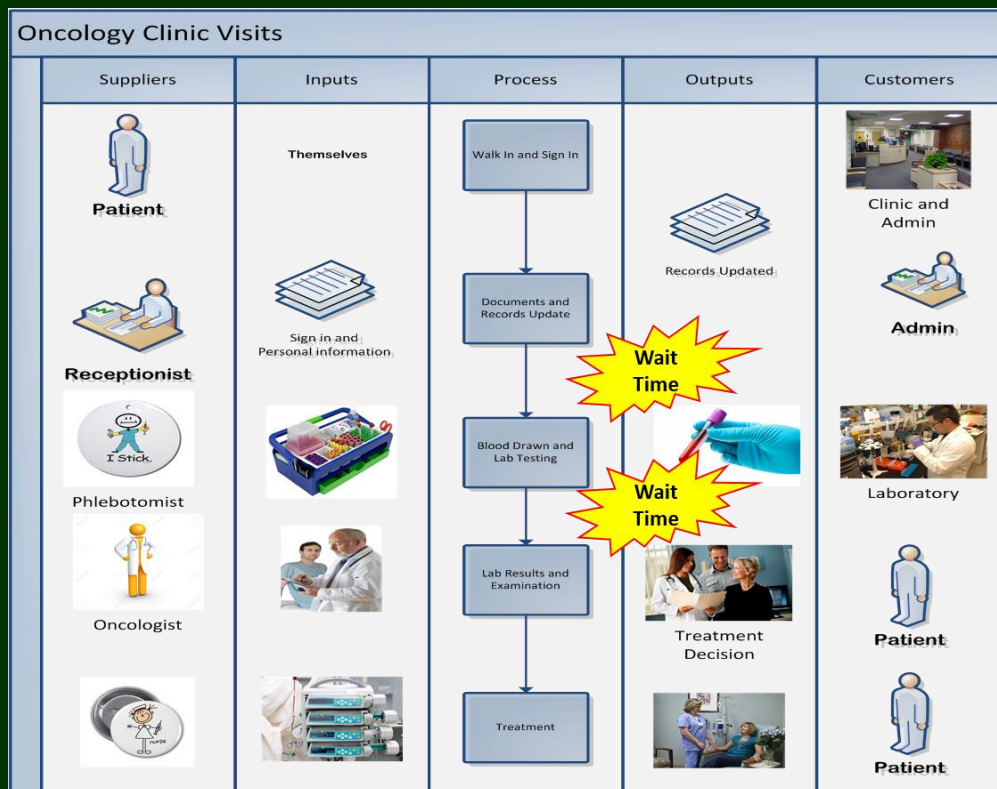 Oncology Clinic Visits
Suppliers
Inputs
Process
Outputs
Customers
Patient
Themselves
Walk In and Sign In
Clinic and
Admin
Receptionist
Sign in and
Personal information
Documents and
Records Update
Records Updated
Admin
Wait
Time
I Stick.
Phlebotomist
Blood Drawn and
Lab Testing
Laboratory
Wait
Time
Oncologist
Lab Results and
Examination
Treatment
Decision
Patient
nurse
Treatment
Patient